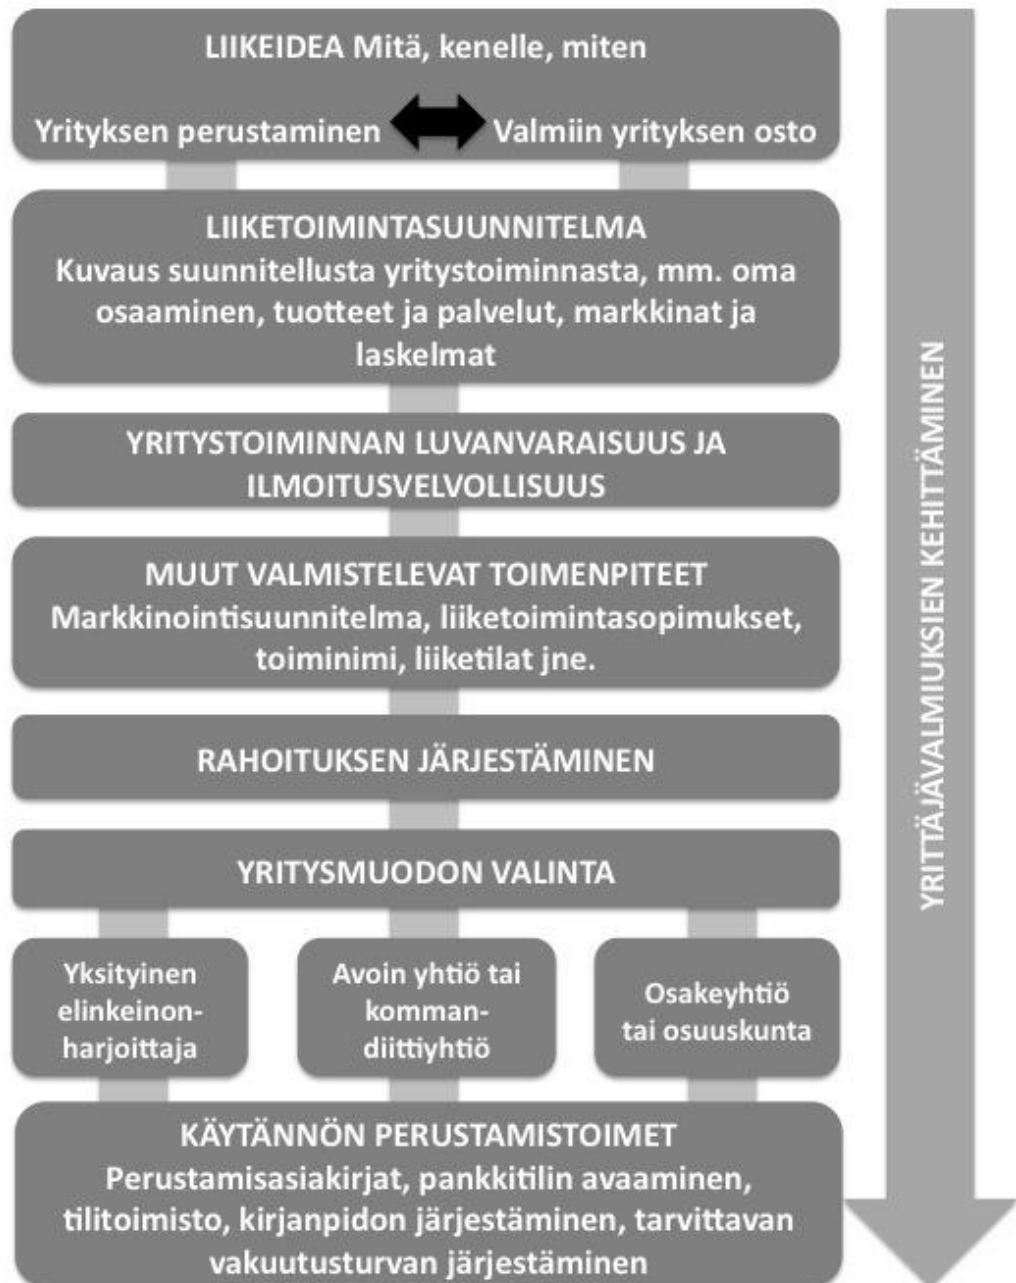 LIIKEIDEA Mitä, kenelle, miten
Yrityksen perustaminen
Valmiin yrityksen osto
LIIKETOIMINTASUUNNITELMA
Kuvaus suunnitellusta yritystoiminnasta, mm. oma
osaaminen, tuotteet ja palvelut, markkinat ja
laskelmat
YRITYSTOIMINNAN LUVANVARAISUUS JA
ILMOITUSVELVOLLISUUS
MUUT VALMISTELEVAT TOIMENPITEET
Markkinointisuunnitelma, liiketoimintasopimukset,
toiminimi, liiketilat jne.
RAHOITUKSEN JÄRJESTÄMINEN
YRITYSMUODON VALINTA
Yksityinen
elinkeinon-
harjoittaja
Avoin yhtiö tai
komman-
diittiyhtiö
Osakeyhtiö
tai osuuskunta
KÄYTÄNNÖN PERUSTAMISTOIMET
Perustamisasiakirjat, pankkitilin avaaminen,
tilitoimisto, kirjanpidon järjestäminen, tarvittavan
vakuutusturvan järjestäminen
YRITTÄJÄVALMIUKSIEN KEHITTÄMINEN